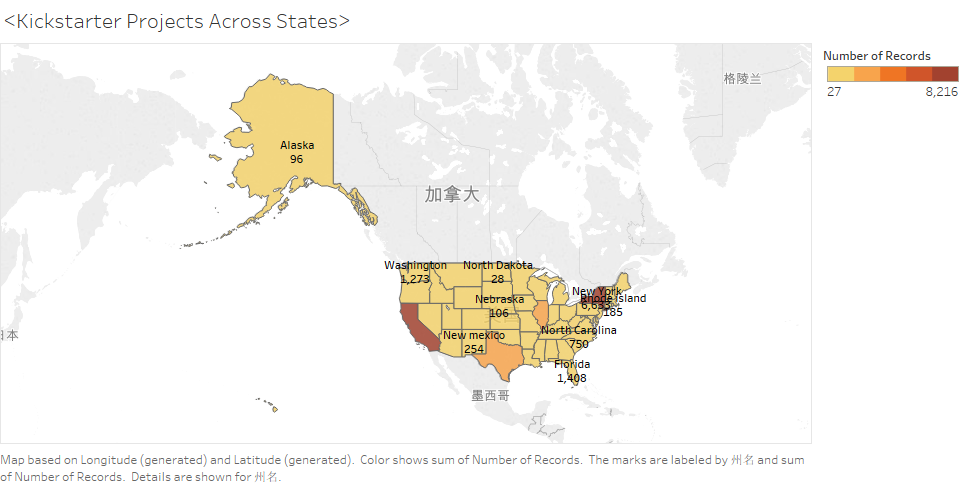 <Kickstarter Projects Across States>
Number of Records
27 8,216
格陵兰
加拿大
Alaska
96
Washington
1,273
North Dakota
28
Nebraska
106
New York
Rhode Island
185
日本
North Carolina
750
New mexico
254
Florida
1,408
墨西哥
Map based on Longitude (generated) and Latitude (generated). Color shows sum of Number of Records. The marks are labeled by 州名 and sum
of Number of Records. Details are shown for 州名.